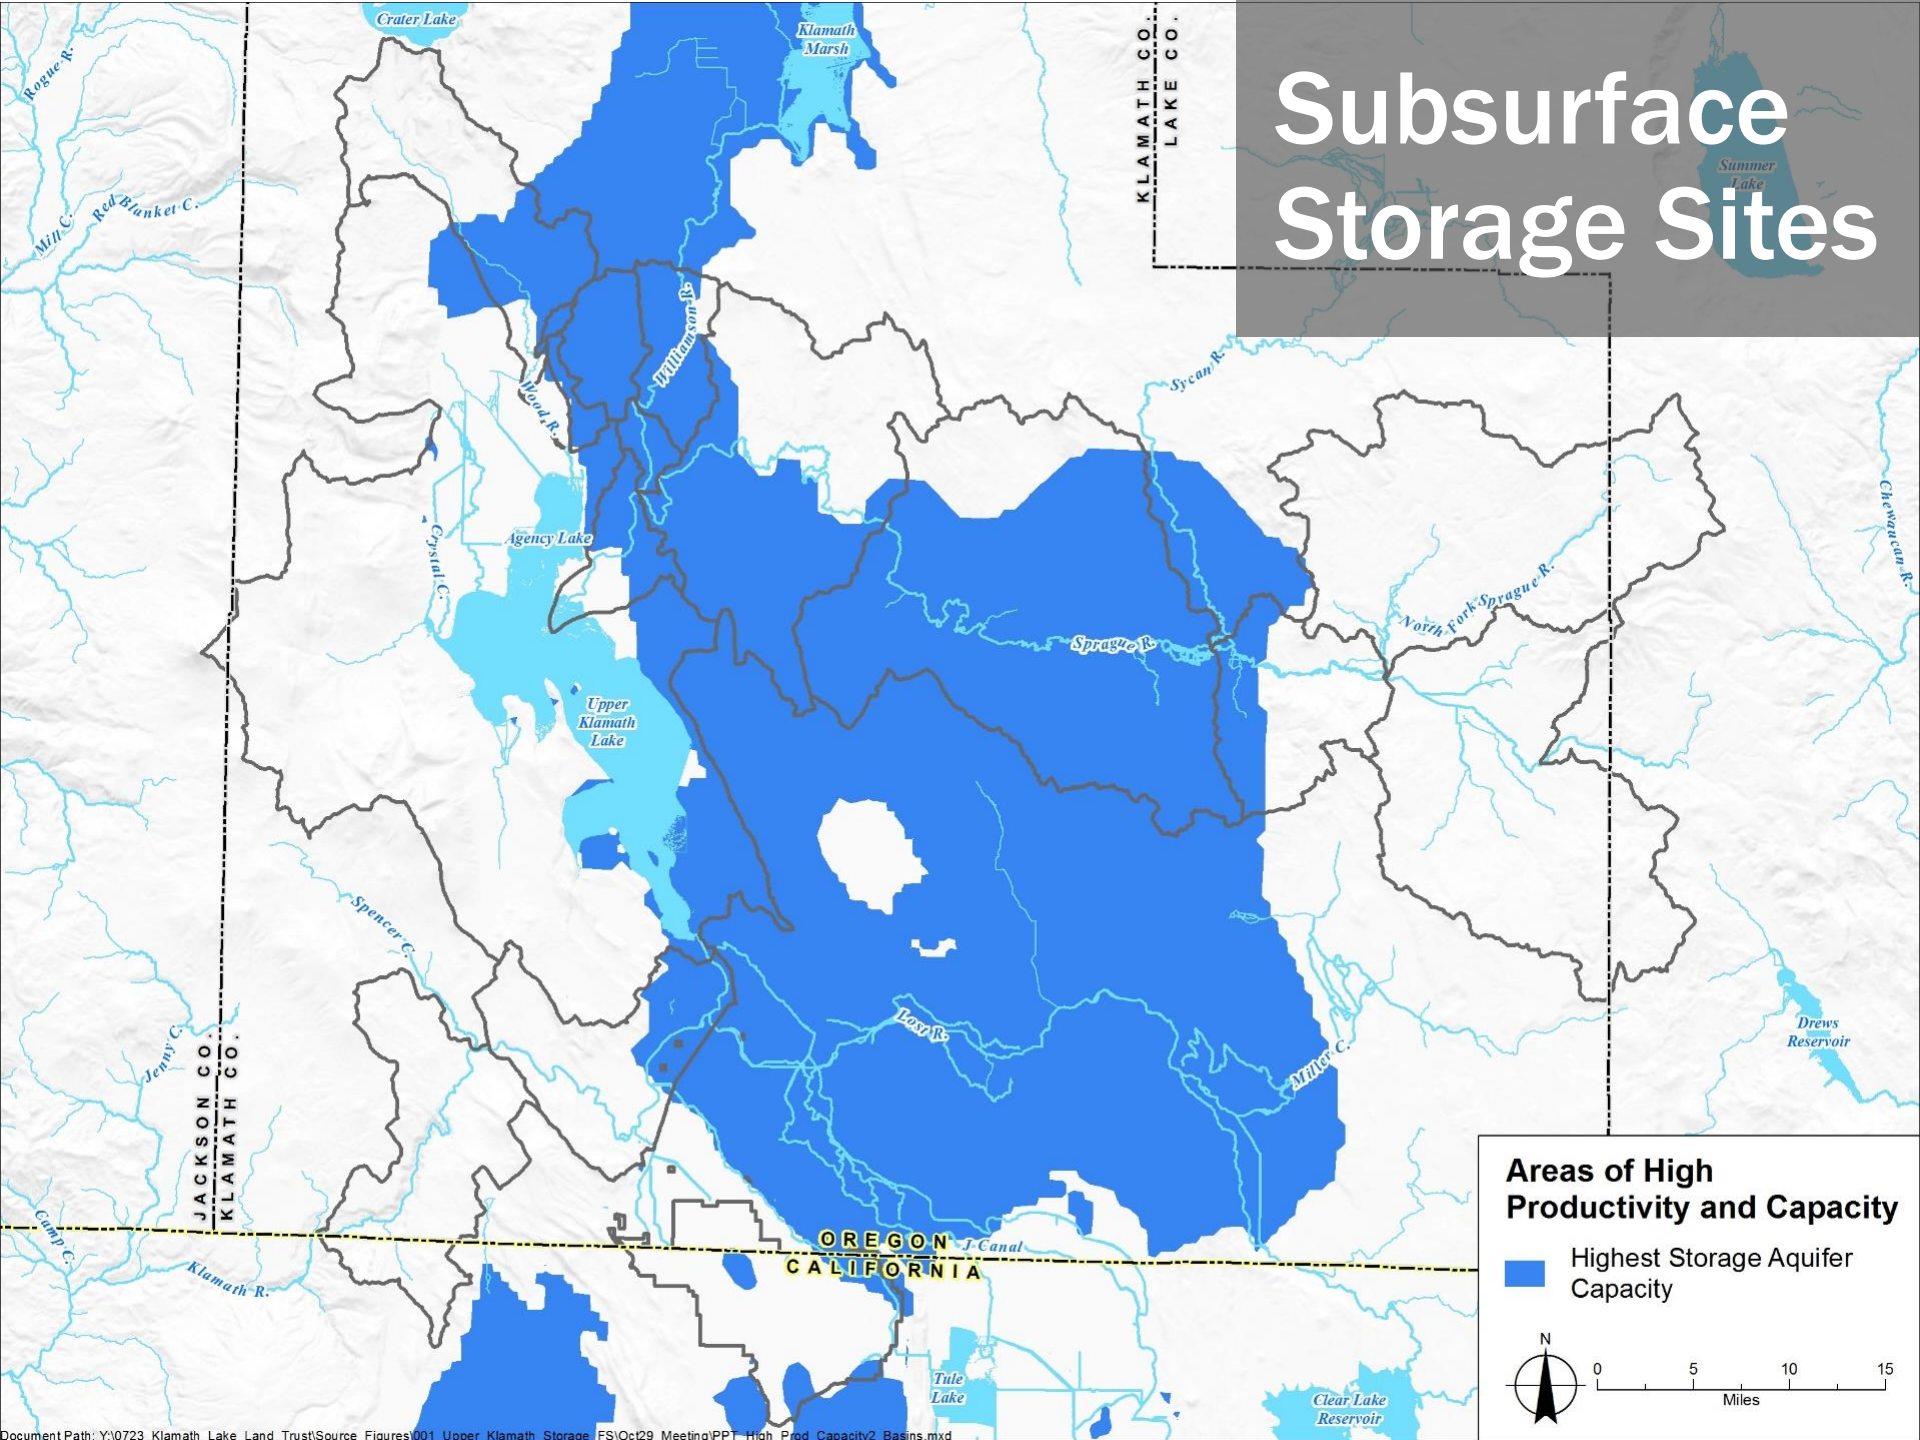 Subsurface
Storage Sites
Crater Lake
Klamath
Marsh
KLAMATH CO.
LAKE CO.
Summer
Lake
Rogue R.
Mill C.
Red Blanket C.
Williamson R.
Wood R.
Sycan R.
Chewaucan R.
Agency Lake
Crystal C.
North Fork Sprague R.
Sprague R.
Upper
Klamath
Lake
Spencer C.
Lost R.
Miller C.
Drews
Reservoir
Jenny C.
JACKSON CO.
KLAMATH CO.
Camp C.
Klamath R.
OREGON
CALIFORNIA
J Canal
Tule
Lake
Clear Lake
Reservoir
Areas of High
Productivity and Capacity
Highest Storage Aquifer
Capacity
N
0 5 10 15
Miles
Document Path: Y:\0723_Klamath_Lake_Land_Trust\Source_Figures\001_Upper_Klamath_Storage_FS\Oct29_Meeting\PPT_High_Prod_Capacity2_Basins.mxd